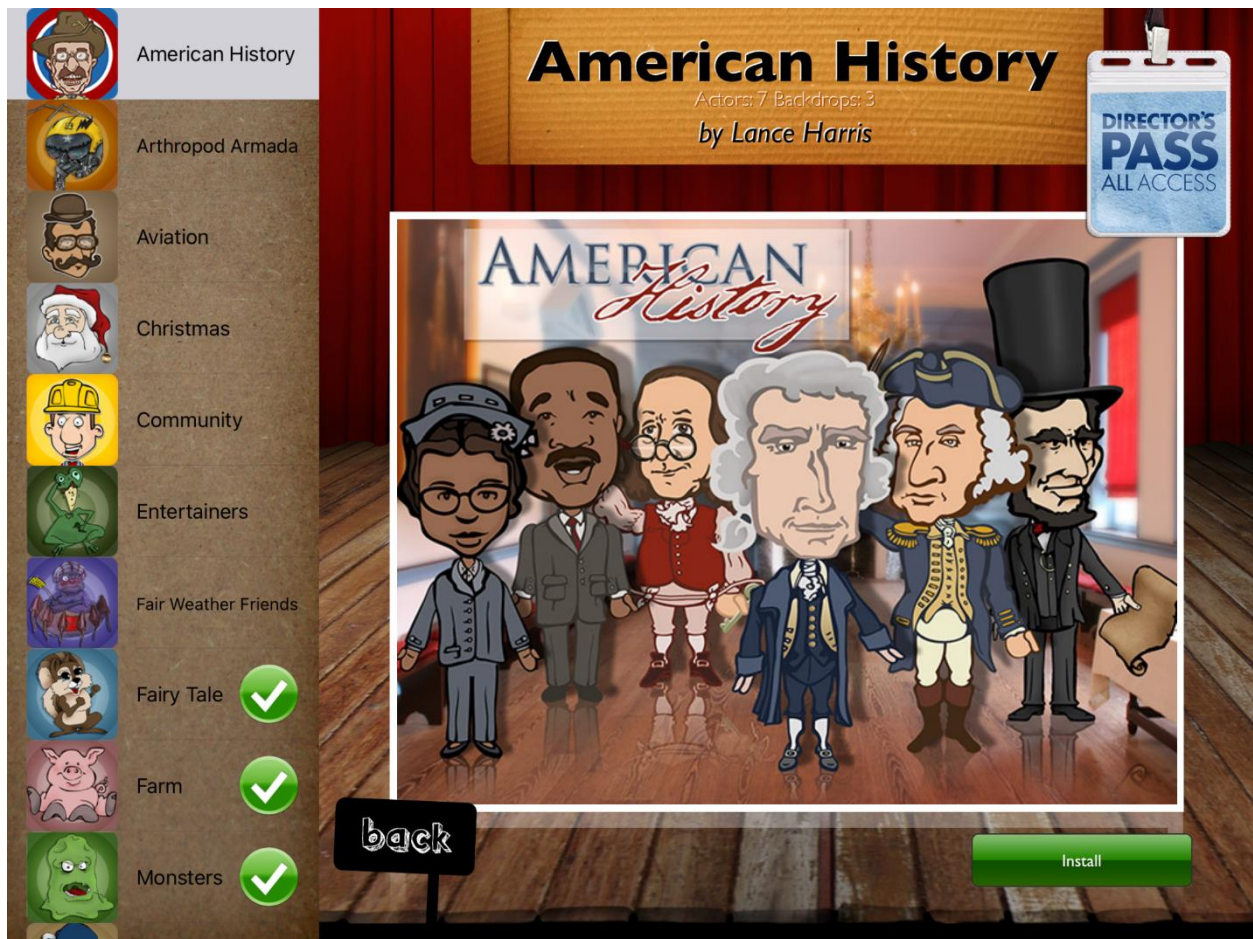 American History
Arthropod Armada
Aviation
Christmas
Community
Entertainers
Fair Weather Friends
Fairy Tale
Farm
Monsters
American History
Actors: 7 Backdrops: 3
by Lance Harris
DIRECTOR'S
PASS
ALL ACCESS
AMERICAN
History
back
Install